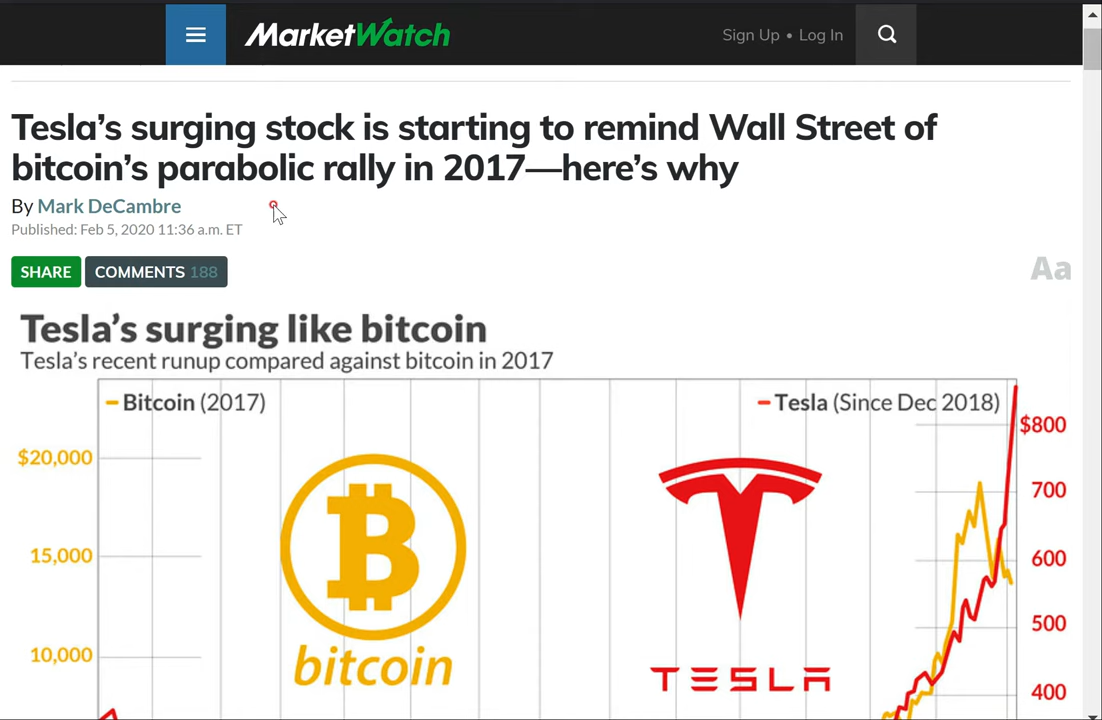 MarketWatch
Sign Up • Log In
Tesla's surging stock is starting to remind Wall Street of
bitcoin's parabolic rally in 2017—here's why
By Mark DeCambre
Published: Feb 5, 2020 11:36 a.m. ET
SHARE COMMENTS 188
Aa
Tesla's surging like bitcoin
Tesla's recent runup compared against bitcoin in 2017
Bitcoin (2017)
Tesla (Since Dec 2018)
$20,000
15,000
10,000
bitcoin
TESLA
$800
700
600
500
400